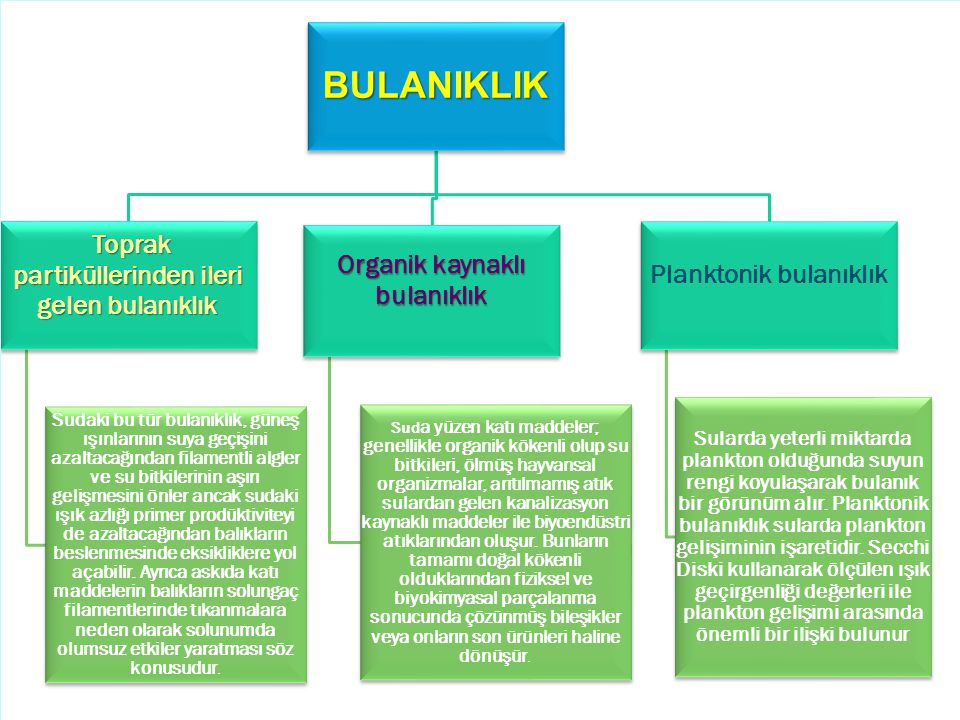 BULANIKLIK
Toprak
partiküllerinden ileri
gelen bulanıklık
Sudaki bu tür bulanıklık, güneş
ışınlarının suya geçişini
azaltacağından filamentli algler
ve su bitkilerinin aşırı
gelişmesini önler ancak sudaki
ışık azlığı primer prodüktiviteyi
de azaltacağından balıkların
beslenmesinde eksikliklere yol
açabilir. Ayrıca askıda katı
maddelerin balıkların solungaç
filamentlerinde tıkanmalara
neden olarak solunumda
olumsuz etkiler yaratması söz
konusudur.
Organik kaynaklı
bulanıklık
Suda yüzen katı maddeler;
genellikle organik kökenli olup su
bitkileri, ölmüş hayvansal
organizmalar, arıtılmamış atık
sulardan gelen kanalizasyon
kaynaklı maddeler ile biyoendüstri
atıklarından oluşur. Bunların
tamamı doğal kökenli
olduklarından fiziksel ve
biyokimyasal parçalanma
sonucunda çözünmüş bileşikler
veya onların son ürünleri haline
dönüşür.
Planktonik bulanıklık
Sularda yeterli miktarda
plankton olduğunda suyun
rengi koyulaşarak bulanık
bir görünüm alır. Planktonik
bulanıklık sularda plankton
gelişiminin işaretidir. Secchi
Diski kullanarak ölçülen ışık
geçirgenliği değerleri ile
plankton gelişimi arasında
önemli bir ilişki bulunur